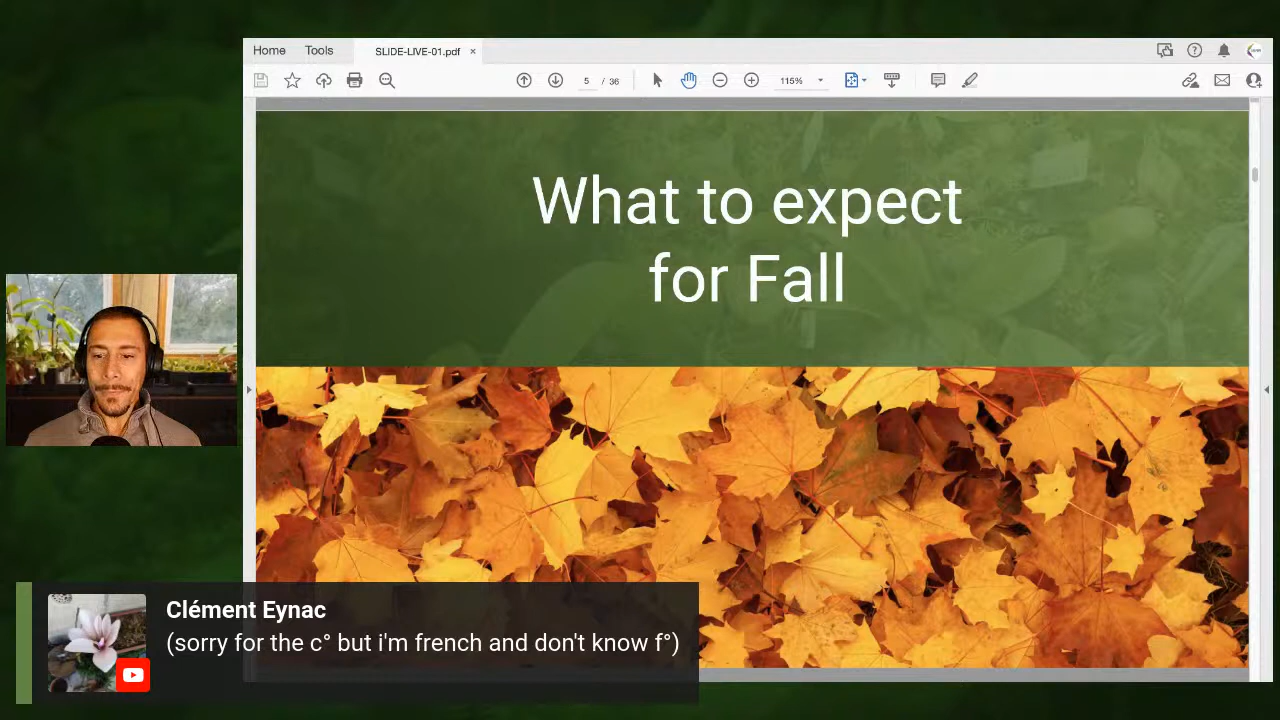 Home Tools SLIDE-LIVE-01.pdf ×
5 / 36 115%
What to expect
for Fall
Clément Eynac
(sorry for the c° but i'm french and don't know f°)